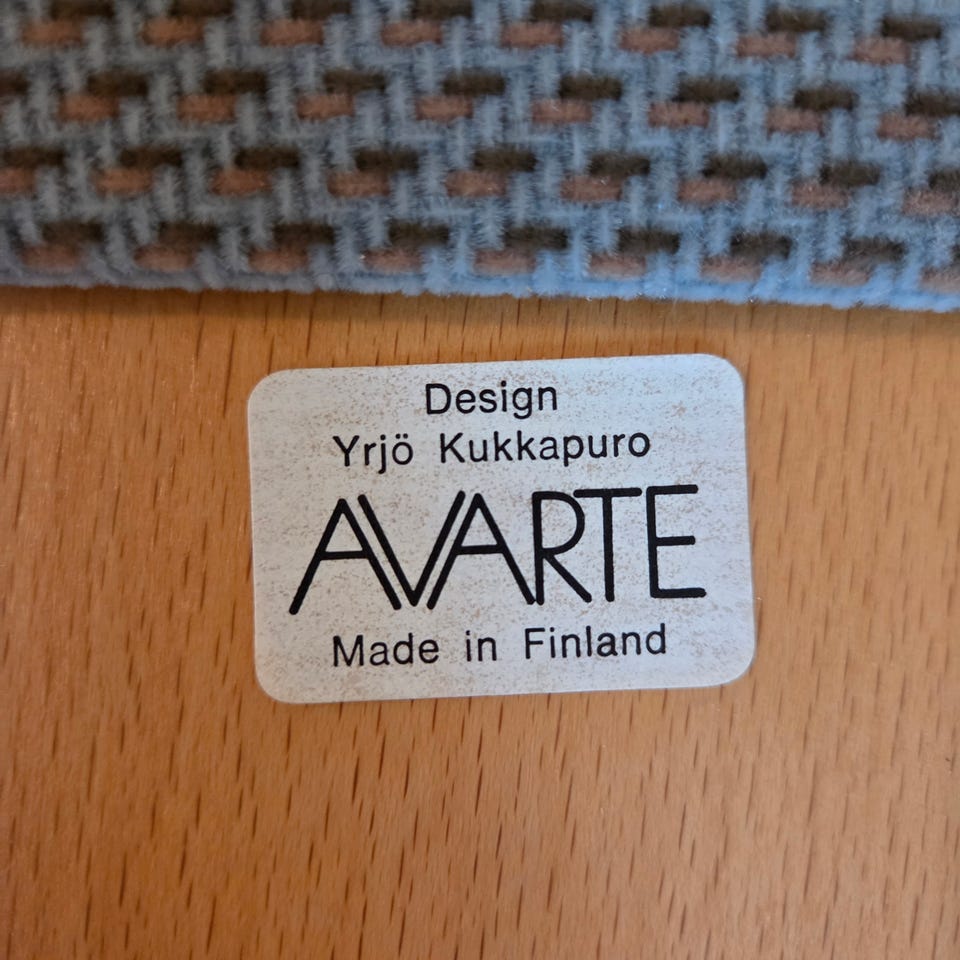 Design
Yrjö Kukkapuro
AVARTE
Made in Finland